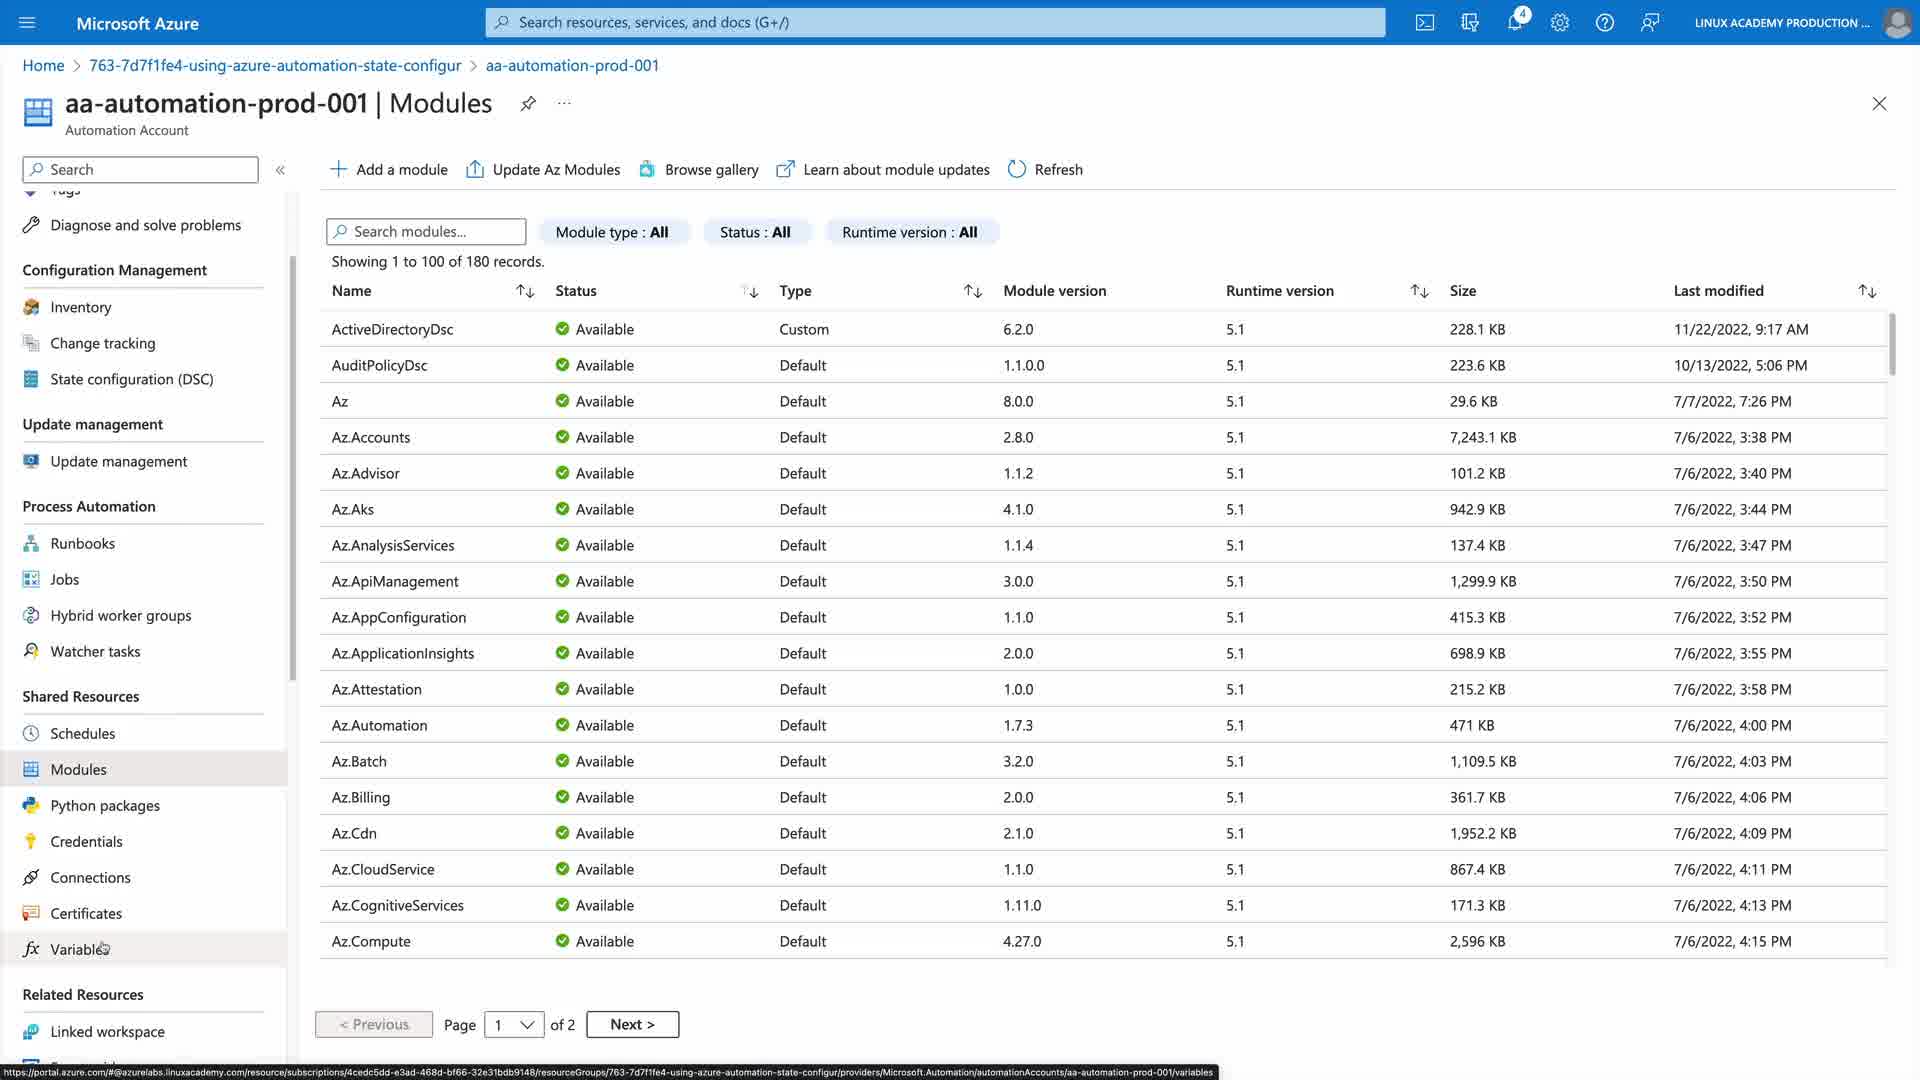 Microsoft Azure
Search resources, services, and docs (G+/)
4
LINUX ACADEMY PRODUCTION ...
Home > 763-7d7f1fe4-using-azure-automation-state-configur > aa-automation-prod-001
aa-automation-prod-001 | Modules
Automation Account
Search
Tags
Diagnose and solve problems
Configuration Management
Inventory
Change tracking
State configuration (DSC)
Update management
Update management
Process Automation
Runbooks
Jobs
Hybrid worker groups
Watcher tasks
Shared Resources
Schedules
Modules
Python packages
Credentials
Connections
Certificates
Variables
Related Resources
Linked workspace
Add a module Update Az Modules Browse gallery Learn about module updates Refresh
Search modules... Module type : All Status : All Runtime version : All
Showing 1 to 100 of 180 records.
Name Status Type Module version Runtime version Size Last modified
ActiveDirectoryDsc Available Custom 6.2.0 5.1 228.1 KB 11/22/2022, 9:17 AM
AuditPolicyDsc Available Default 1.1.0.0 5.1 223.6 KB 10/13/2022, 5:06 PM
Az Available Default 8.0.0 5.1 29.6 KB 7/7/2022, 7:26 PM
Az.Accounts Available Default 2.8.0 5.1 7,243.1 KB 7/6/2022, 3:38 PM
Az.Advisor Available Default 1.1.2 5.1 101.2 KB 7/6/2022, 3:40 PM
Az.Aks Available Default 4.1.0 5.1 942.9 KB 7/6/2022, 3:44 PM
Az.AnalysisServices Available Default 1.1.4 5.1 137.4 KB 7/6/2022, 3:47 PM
Az.ApiManagement Available Default 3.0.0 5.1 1,299.9 KB 7/6/2022, 3:50 PM
Az.AppConfiguration Available Default 1.1.0 5.1 415.3 KB 7/6/2022, 3:52 PM
Az.ApplicationInsights Available Default 2.0.0 5.1 698.9 KB 7/6/2022, 3:55 PM
Az.Attestation Available Default 1.0.0 5.1 215.2 KB 7/6/2022, 3:58 PM
Az.Automation Available Default 1.7.3 5.1 471 KB 7/6/2022, 4:00 PM
Az.Batch Available Default 3.2.0 5.1 1,109.5 KB 7/6/2022, 4:03 PM
Az.Billing Available Default 2.0.0 5.1 361.7 KB 7/6/2022, 4:06 PM
Az.Cdn Available Default 2.1.0 5.1 1,952.2 KB 7/6/2022, 4:09 PM
Az.CloudService Available Default 1.1.0 5.1 867.4 KB 7/6/2022, 4:11 PM
Az.CognitiveServices Available Default 1.11.0 5.1 171.3 KB 7/6/2022, 4:13 PM
Az.Compute Available Default 4.27.0 5.1 2,596 KB 7/6/2022, 4:15 PM
< Previous Page 1 of 2 Next >
https://portal.azure.com/#@azurelabs.linuxacademy.com/resource/subscriptions/4cedc5dd-e3ad-468d-bf66-32e31bdb9148/resourceGroups/763-7d7f1fe4-using-azure-automation-state-configur/providers/Microsoft.Automation/automationAccounts/aa-automation-prod-001/variables